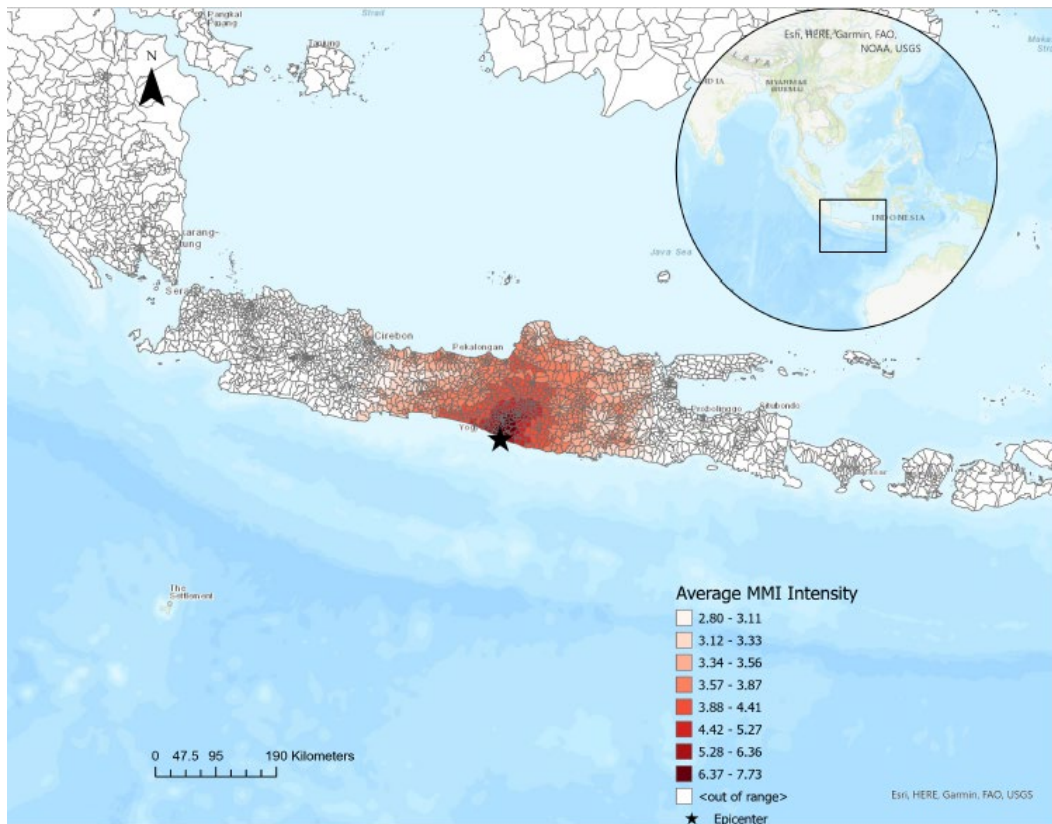 Pangkal
Pinang
Strait
Tanjung
N
Esri, HERE, Garmin, FAO,
NOAA, USGS
MYANMAR
(BURMA)
INDONESIA
Java Sea
Cirebon
Pekalongan
Probolinggo
Situbondo
The
Settlement
Average MMI Intensity
2.80 - 3.11
3.12 - 3.33
3.34 - 3.56
3.57 - 3.87
3.88 - 4.41
4.42 - 5.27
5.28 - 6.36
6.37 - 7.73
<out of range>
Epicenter
0 47.5 95 190 Kilometers
Esri, HERE, Garmin, FAO, USGS